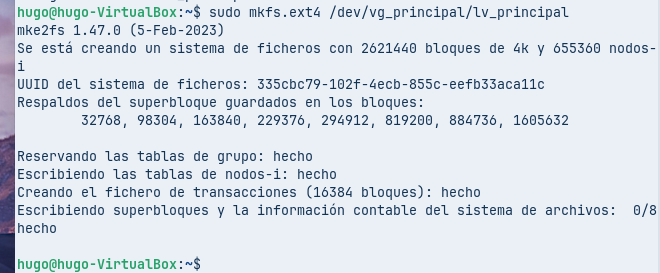 hugo@hugo-VirtualBox:~$ sudo mkfs.ext4 /dev/vg_principal/lv_principal
mke2fs 1.47.0 (5-Feb-2023)
Se está creando un sistema de ficheros con 2621440 bloques de 4k y 655360 nodos-
i
UUID del sistema de ficheros: 335cbc79-102f-4ecb-855c-eefb33aca11c
Respaldos del superbloque guardados en los bloques:
        32768, 98304, 163840, 229376, 294912, 819200, 884736, 1605632
Reservando las tablas de grupo: hecho
Escribiendo las tablas de nodos-i: hecho
Creando el fichero de transacciones (16384 bloques): hecho
Escribiendo superbloques y la información contable del sistema de archivos:  0/8
hecho
hugo@hugo-VirtualBox:~$